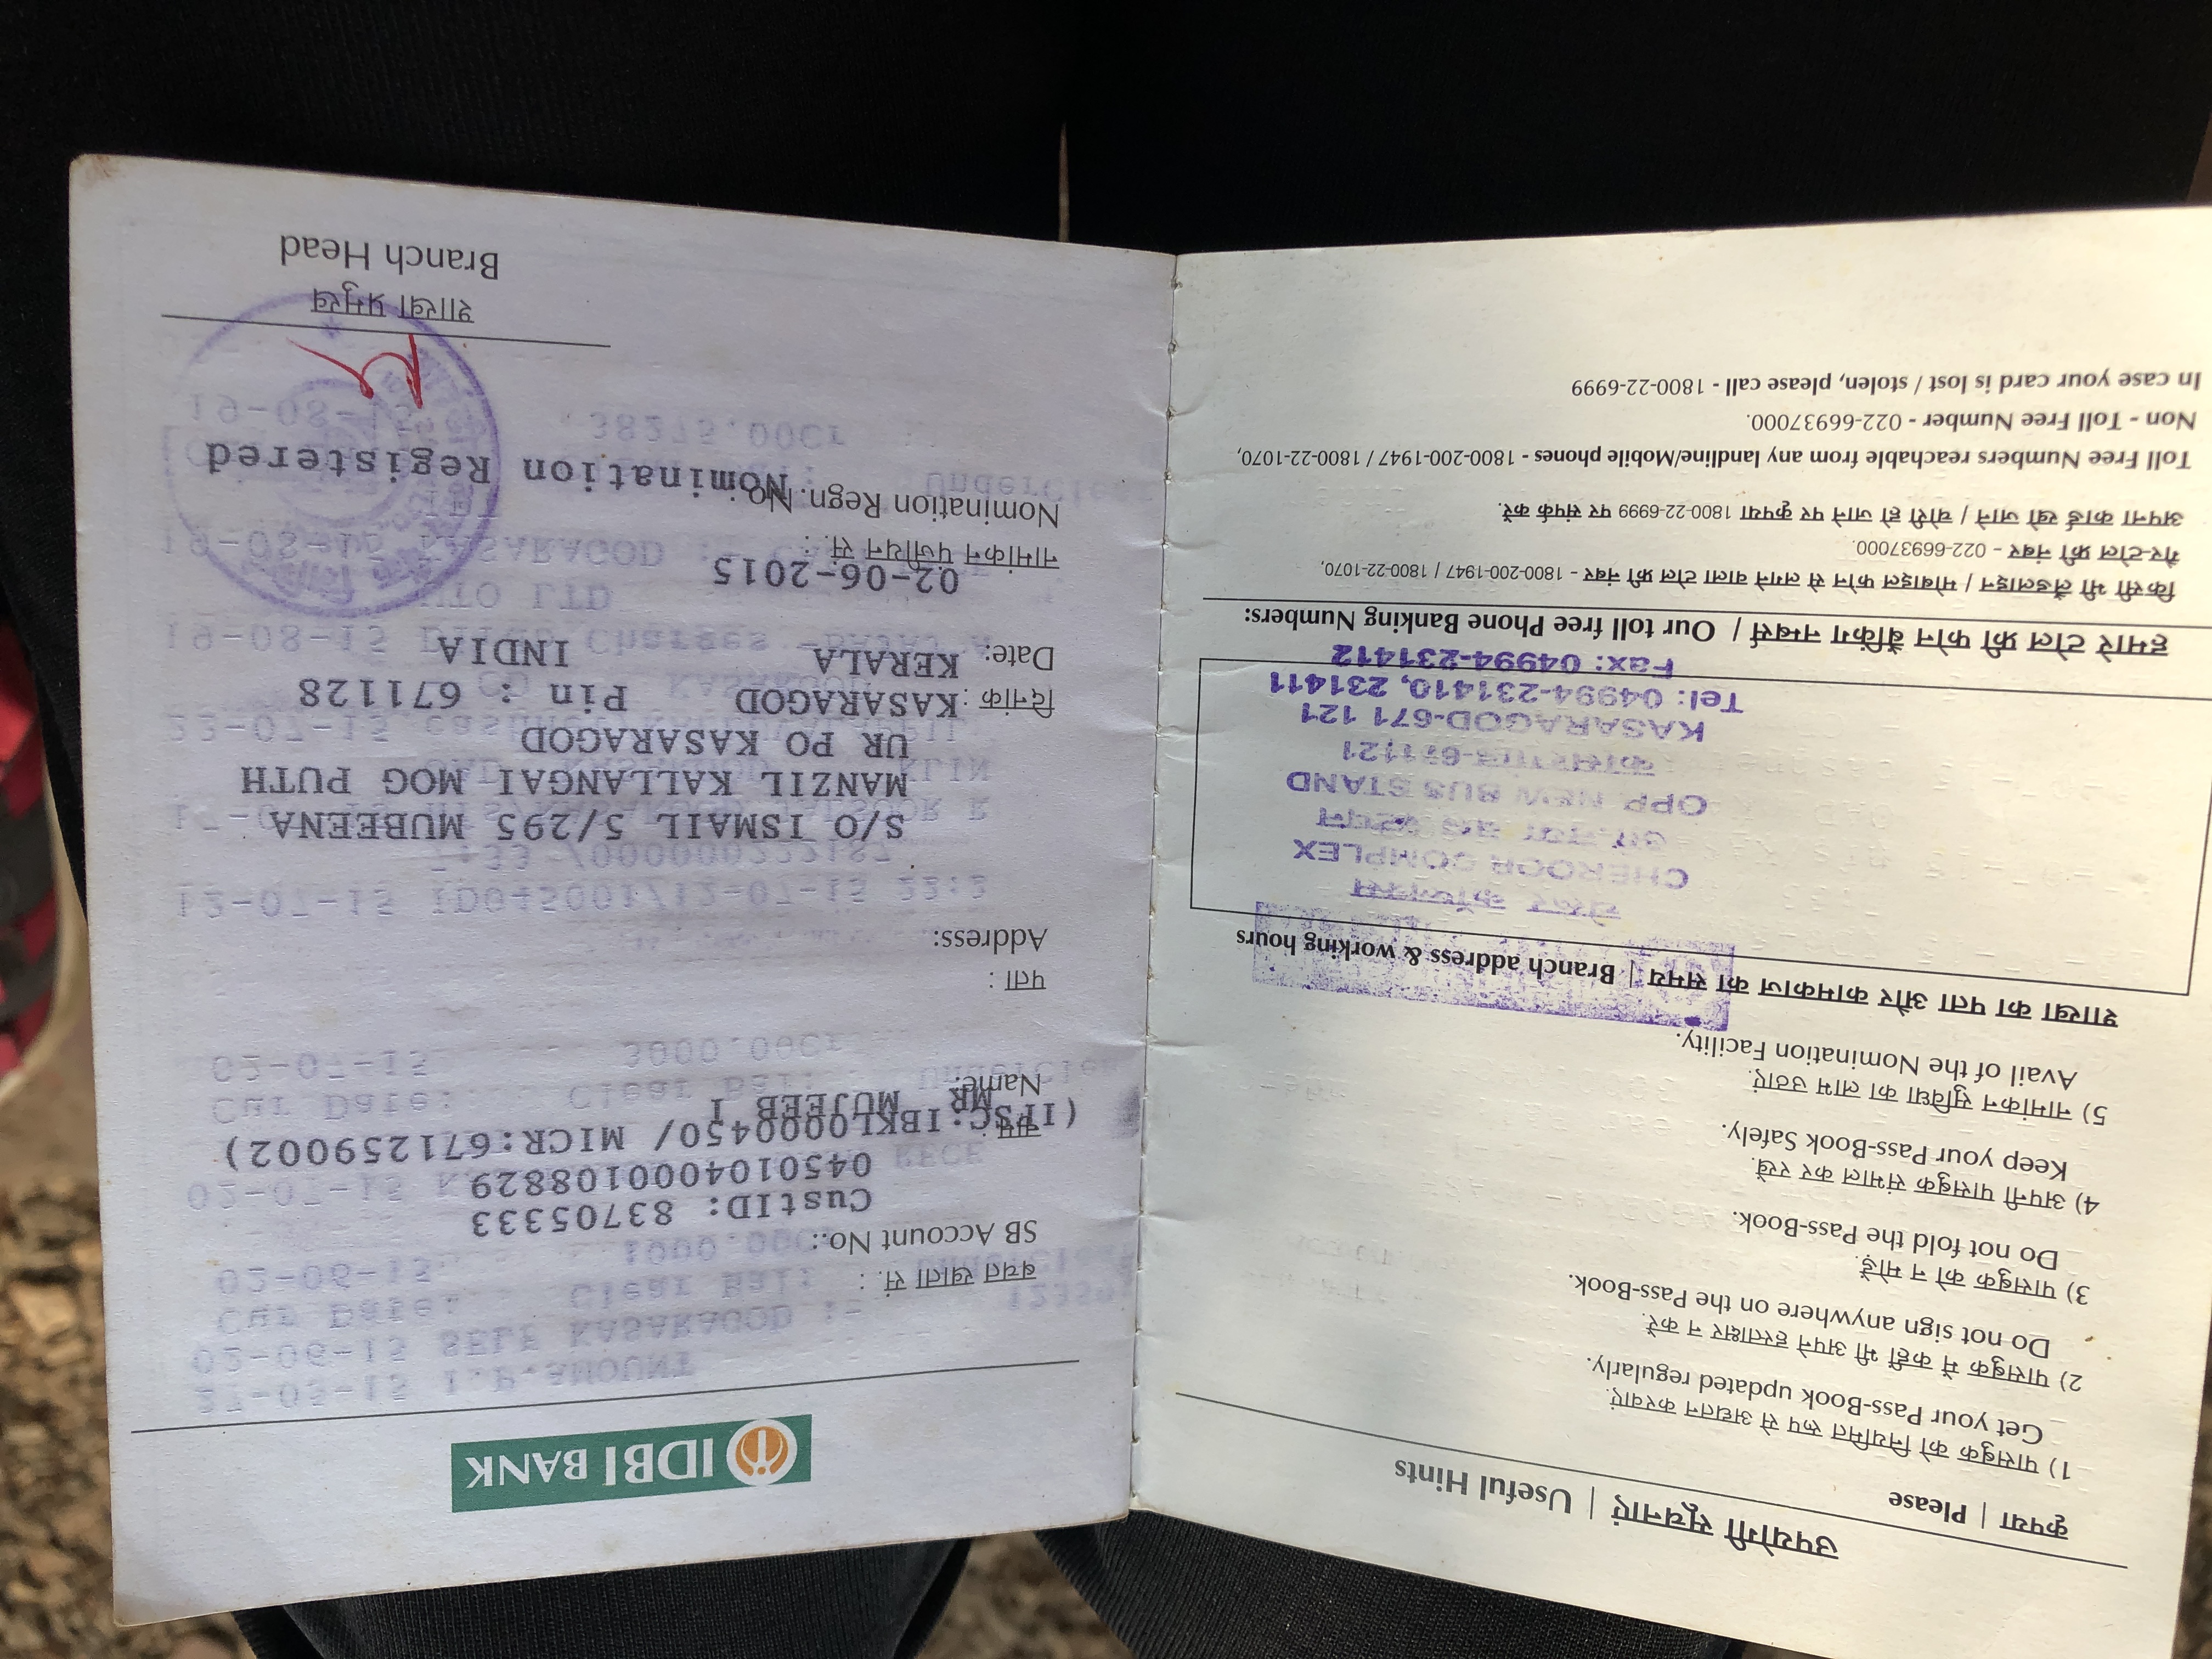 उपयोगी सूचनाएं | Useful Hints
कृपया | Please
1) पासबुक को नियमित रूप से अद्यतन करवाएं.
Get your Pass-Book updated regularly.
2) पासबुक में कहीं भी अपने हस्ताक्षर न करें.
Do not sign anywhere on the Pass-Book.
3) पासबुक को न मोड़ें.
Do not fold the Pass-Book.
4) अपनी पासबुक संभाल कर रखें.
Keep your Pass-Book Safely.
5) नामांकन सुविधा का लाभ उठाएं.
Avail of the Nomination Facility.
शाखा का पता और कामकाज का समय | Branch address & working hours
CHEROOR COMPLEX
OPP NEW BUS STAND
कासरगोड-671121
KASARAGOD-671 121
Tel: 04994-231410, 231411
Fax: 04994-231412
हमारे टोल फ्री फोन बैंकिंग नम्बर्स / Our toll free Phone Banking Numbers:
किसी भी लैंडलाइन / मोबाइल फोन से लगने वाला टोल फ्री नंबर - 1800-200-1947 / 1800-22-1070,
गैर-टोल फ्री नंबर - 022-66937000.
अपना कार्ड खो जाने / चोरी हो जाने पर कृपया 1800-22-6999 पर संपर्क करें.
Toll Free Numbers reachable from any landline/Mobile phones - 1800-200-1947 / 1800-22-1070,
Non - Toll Free Number - 022-66937000.
In case your card is lost / stolen, please call - 1800-22-6999
IDBI BANK
बचत खाता सं. :
SB Account No.:
CustID: 83705333
0450104000108829
(IFSC:IBKL0000450/ MICR:671259002)
नाम :
Name: MR MUJEEB I
पता :
Address:
S/O ISMAIL 5/295 MUBEENA
MANZIL KALLANGAI MOG PUTH
UR PO KASARAGOD
दिनांक : KASARAGOD Pin : 671128
Date: KERALA INDIA
02-06-2015
नामांकन पंजीयन सं. :
Nomination Regn. No. Nomination Registered
शाखा प्रमुख
Branch Head